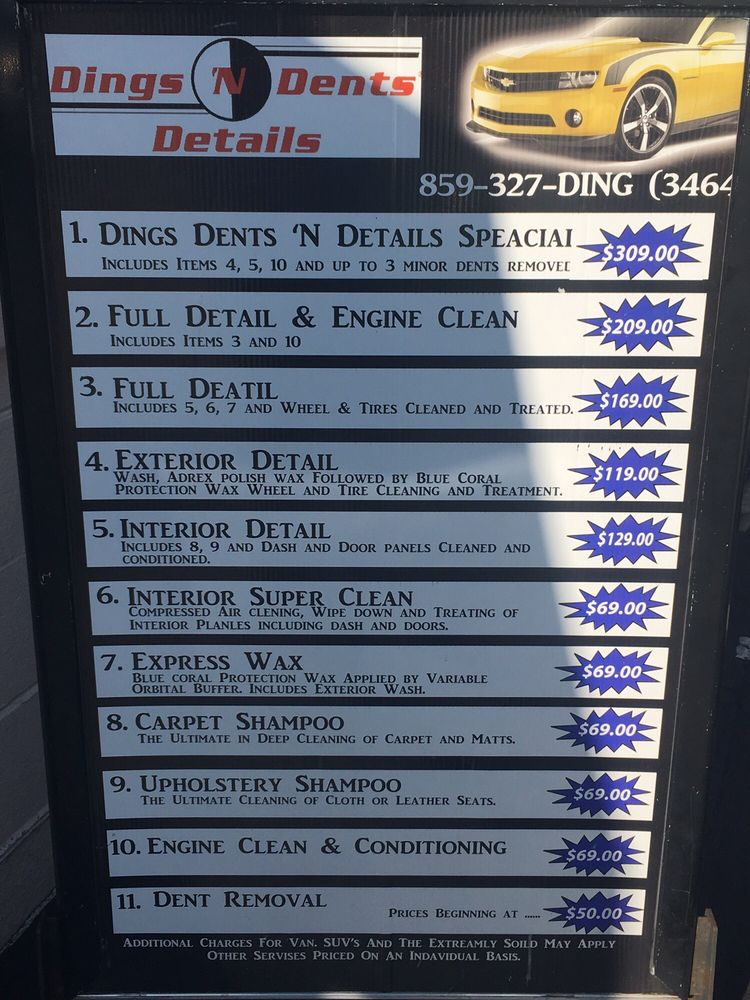 Dings 'N Dents
Details
859-327-DING (3464
1. DINGS DENTS 'N DETAILS SPEACIAL
$309.00
INCLUDES ITEMS 4, 5, 10 AND UP TO 3 MINOR DENTS REMOVED
2. FULL DETAIL & ENGINE CLEAN
$209.00
INCLUDES ITEMS 3 AND 10
3. FULL DEATIL
$169.00
INCLUDES 5, 6, 7 AND WHEEL & TIRES CLEANED AND TREATED.
4. EXTERIOR DETAIL
$119.00
WASH, ADREX POLISH WAX FOLLOWED BY BLUE CORAL
PROTECTION WAX WHEEL AND TIRE CLEANING AND TREATMENT.
5. INTERIOR DETAIL
$129.00
INCLUDES 8, 9 AND DASH AND DOOR PANELS CLEANED AND
CONDITIONED.
6. INTERIOR SUPER CLEAN
$69.00
COMPRESSED AIR CLENING, WIPE DOWN AND TREATING OF
INTERIOR PLANLES INCLUDING DASH AND DOORS.
7. EXPRESS WAX
$69.00
BLUE CORAL PROTECTION WAX APPLIED BY VARIABLE
ORBITAL BUFFER. INCLUDES EXTERIOR WASH.
8. CARPET SHAMPOO
$69.00
THE ULTIMATE IN DEEP CLEANING OF CARPET AND MATTS.
9. UPHOLSTERY SHAMPOO
$69.00
THE ULTIMATE CLEANING OF CLOTH OR LEATHER SEATS.
10. ENGINE CLEAN & CONDITIONING
$69.00
11. DENT REMOVAL
PRICES BEGINNING AT ...... $50.00
ADDITIONAL CHARGES FOR VAN. SUV'S AND THE EXTREAMLY SOILD MAY APPLY
OTHER SERVISES PRICED ON AN INDAVIDUAL BASIS.